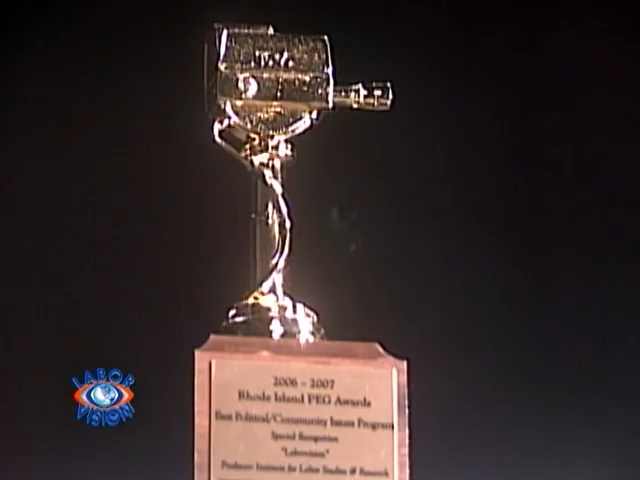 2006 - 2007
Rhode Island PEG Awards
Best Political/Community Issues Program
Special Recognition
"Laborvision"
Producer: Institute for Labor Studies & Research
LABOR
VISION